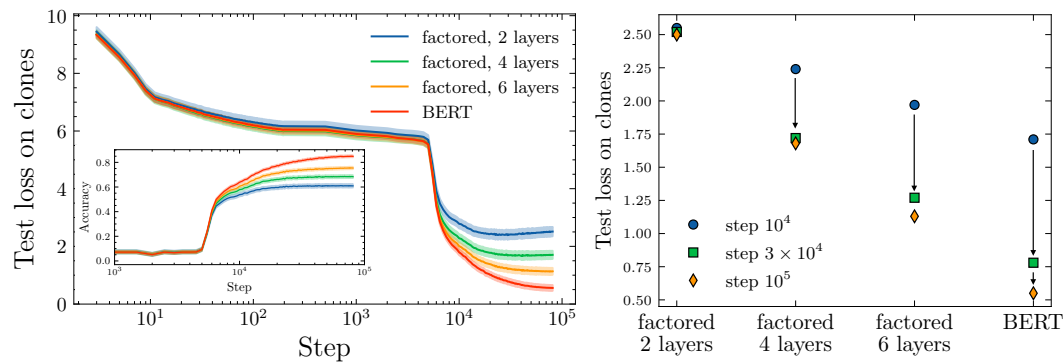 10
8
6
4
2
0
Test loss on clones
factored, 2 layers
factored, 4 layers
factored, 6 layers
BERT
0.8
0.6
0.4
0.2
0.0
Accuracy
10³ 10⁴ 10⁵
Step
10¹ 10² 10³ 10⁴ 10⁵
Step
2.50
2.25
2.00
1.75
1.50
1.25
1.00
0.75
0.50
Test loss on clones
step 10⁴
step 3 × 10⁴
step 10⁵
factored
2 layers
factored
4 layers
factored
6 layers
BERT